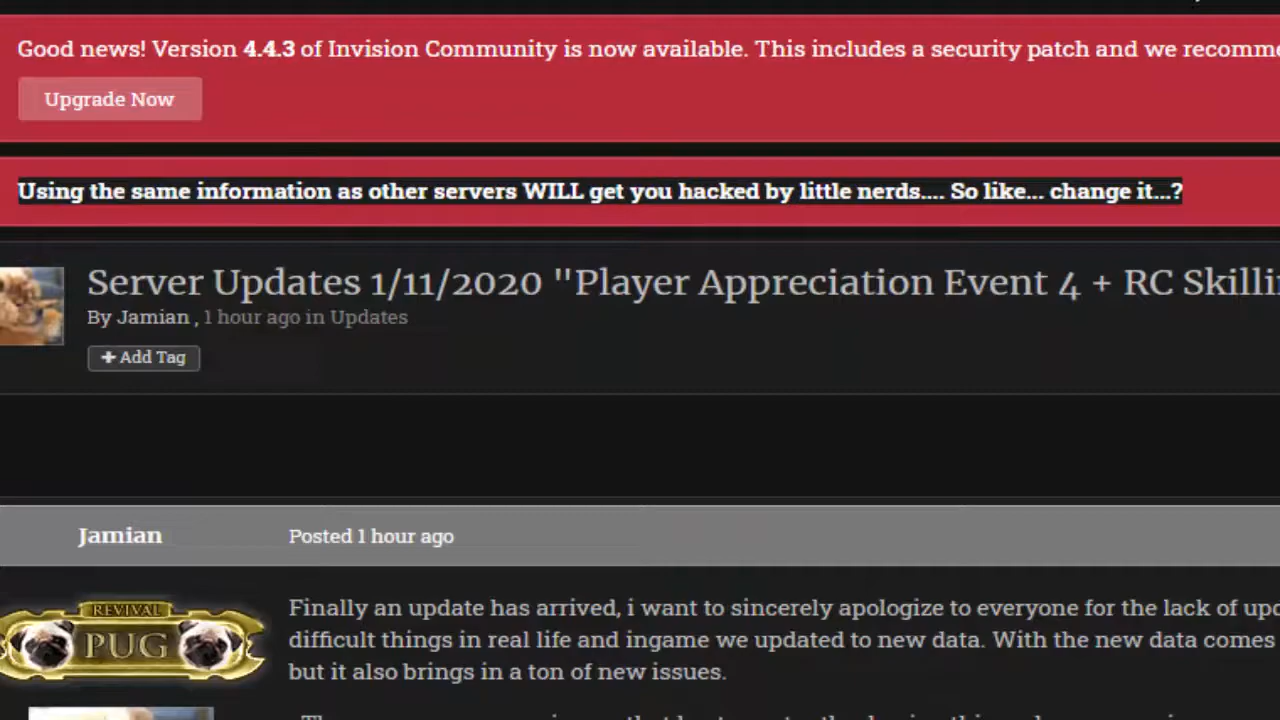 Good news! Version 4.4.3 of Invision Community is now available. This includes a security patch and we
Upgrade Now
Using the same information as other servers WILL get you hacked by little nerds.... So like... change it...?
Server Updates 1/11/2020 "Player Appreciation Event 4 + RC
By Jamian , 1 hour ago in Updates
+ Add Tag
Jamian
Posted 1 hour ago
REVIVAL
PUG
Finally an update has arrived, i want to sincerely apologize to everyone for the lack of
difficult things in real life and ingame we updated to new data. With the new data comes
but it also brings in a ton of new issues.